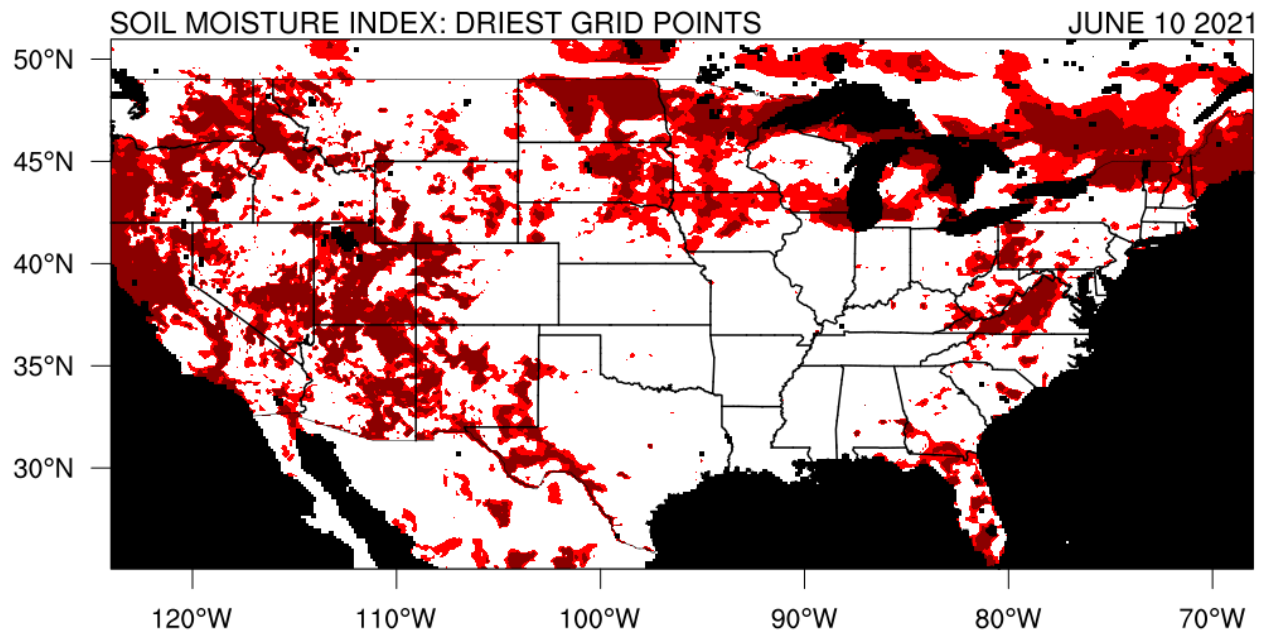 SOIL MOISTURE INDEX: DRIEST GRID POINTS JUNE 10 2021
50°N
45°N
40°N
35°N
30°N
120°W 110°W 100°W 90°W 80°W 70°W